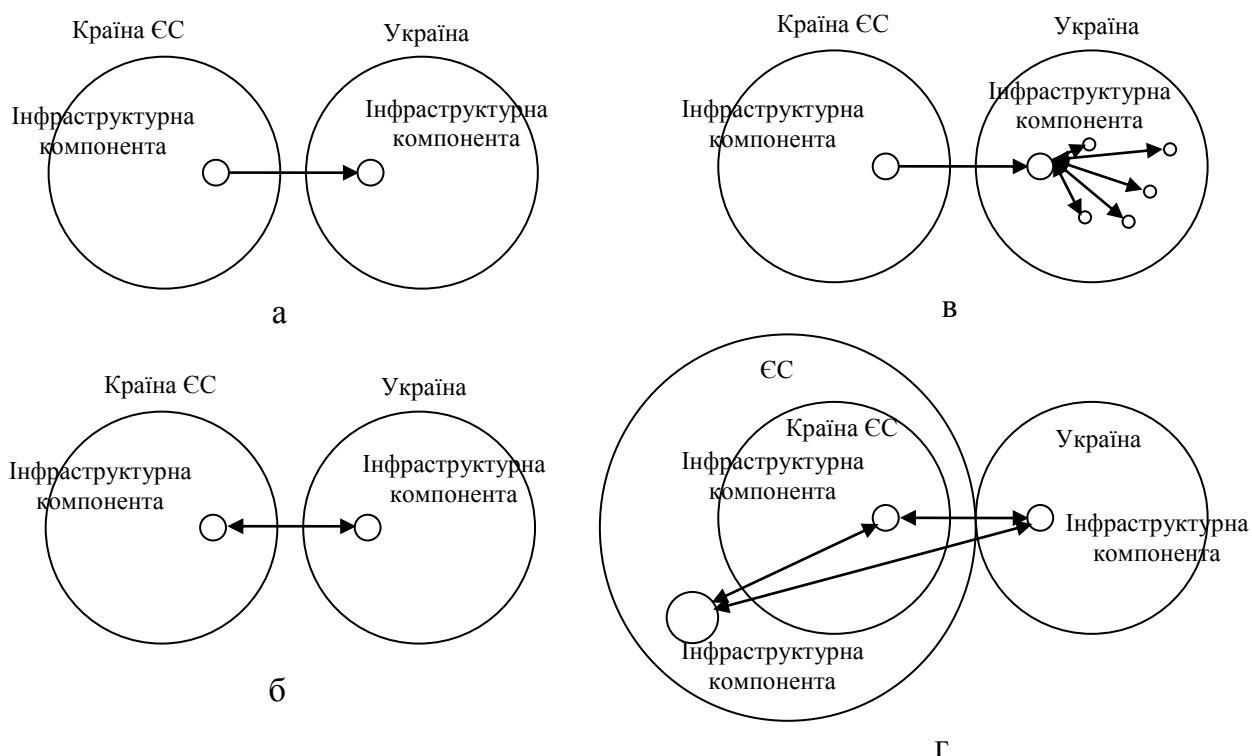 Країна ЄС
Україна
Інфраструктурна
компонента
Інфраструктурна
компонента
а
Країна ЄС
Україна
Інфраструктурна
компонента
Інфраструктурна
компонента
в
Країна ЄС
Україна
Інфраструктурна
компонента
Інфраструктурна
компонента
б
ЄС
Країна ЄС
Україна
Інфраструктурна
компонента
Інфраструктурна
компонента
Інфраструктурна
компонента
г